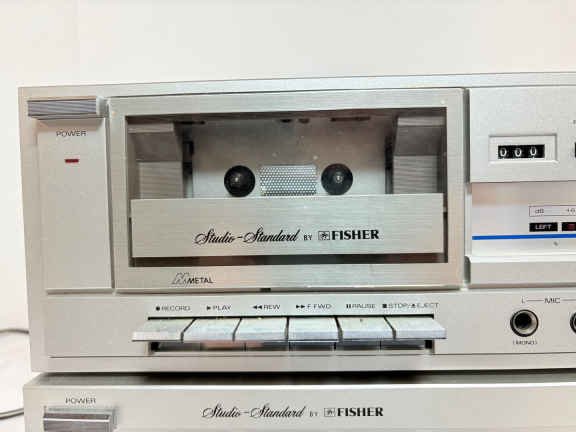 POWER
000
Studio-Standard BY FISHER
dB +6
LEFT
METAL
●RECORD ▶PLAY ◀◀REW ▶▶F FWD ❚❚PAUSE ■STOP/▲EJECT
L — MIC
(MONO)
POWER
Studio-Standard BY FISHER